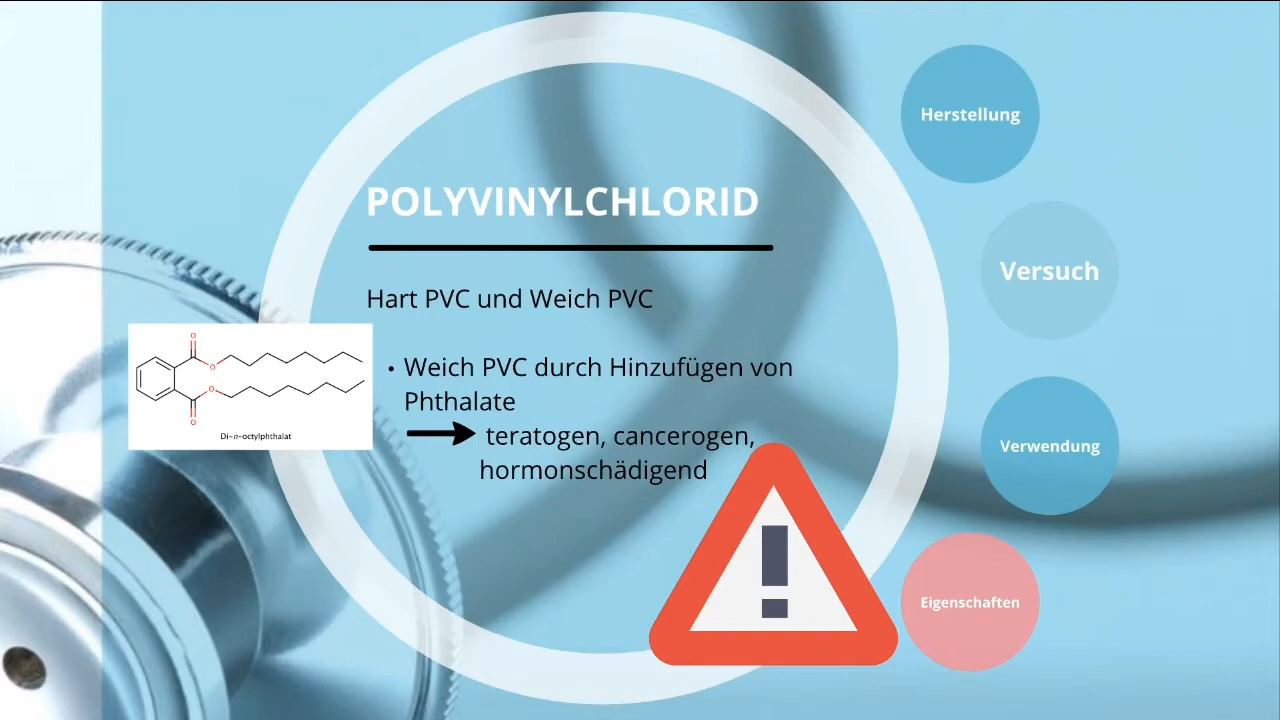 POLYVINYLCHLORID
Hart PVC und Weich PVC
• Weich PVC durch Hinzufügen von
Phthalate
teratogen, cancerogen,
hormonschädigend
O
O
O
O
Di-n-octylphthalat
Herstellung
Versuch
Verwendung
Eigenschaften